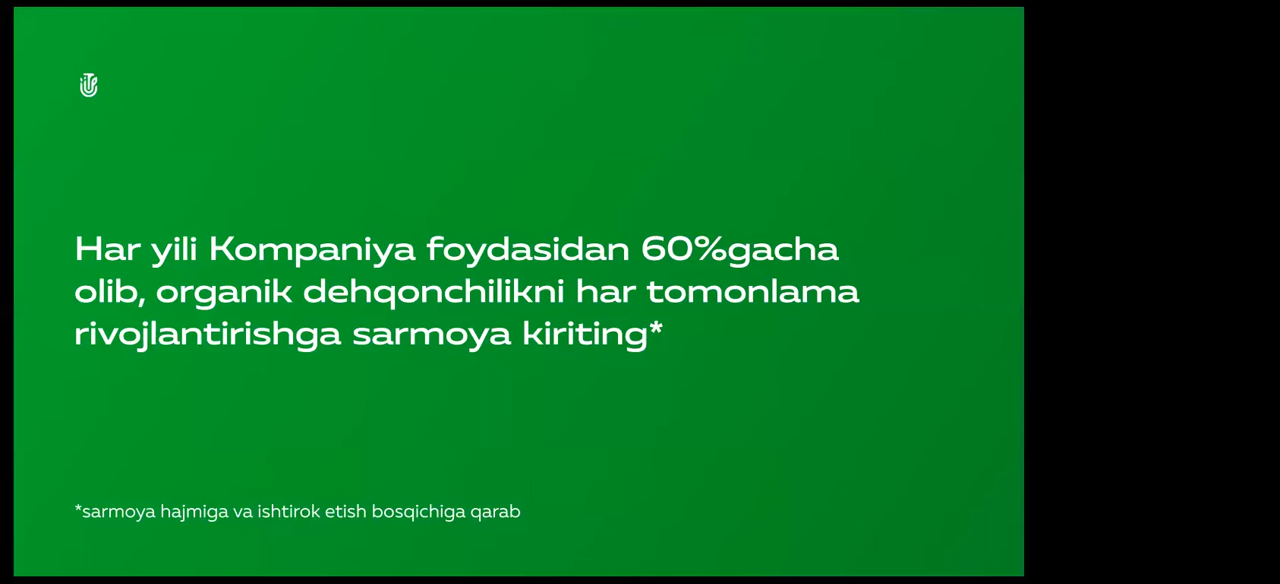 Har yili Kompaniya foydasidan 60%gacha
olib, organik dehqonchilikni har tomonlama
rivojlantirishga sarmoya kiriting*
*sarmoya hajmiga va ishtirok etish bosqichiga qarab